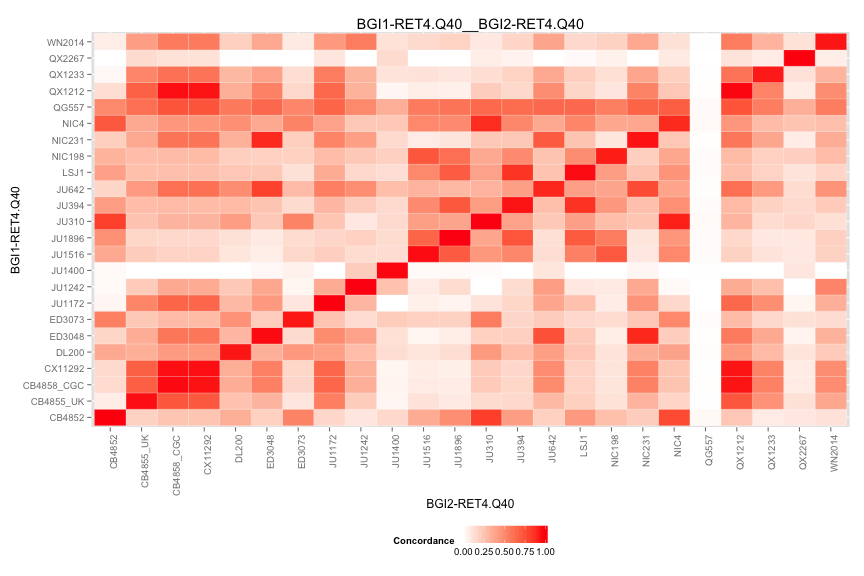 BGI1-RET4.Q40__BGI2-RET4.Q40
WN2014
QX2267
QX1233
QX1212
QG557
NIC4
NIC231
NIC198
LSJ1
JU642
JU394
JU310
JU1896
JU1516
JU1400
JU1242
JU1172
ED3073
ED3048
DL200
CX11292
CB4858_CGC
CB4855_UK
CB4852
BGI1-RET4.Q40
CB4852
CB4855_UK
CB4858_CGC
CX11292
DL200
ED3048
ED3073
JU1172
JU1242
JU1400
JU1516
JU1896
JU310
JU394
JU642
LSJ1
NIC198
NIC231
NIC4
QG557
QX1212
QX1233
QX2267
WN2014
BGI2-RET4.Q40
Concordance
0.00 0.25 0.50 0.75 1.00